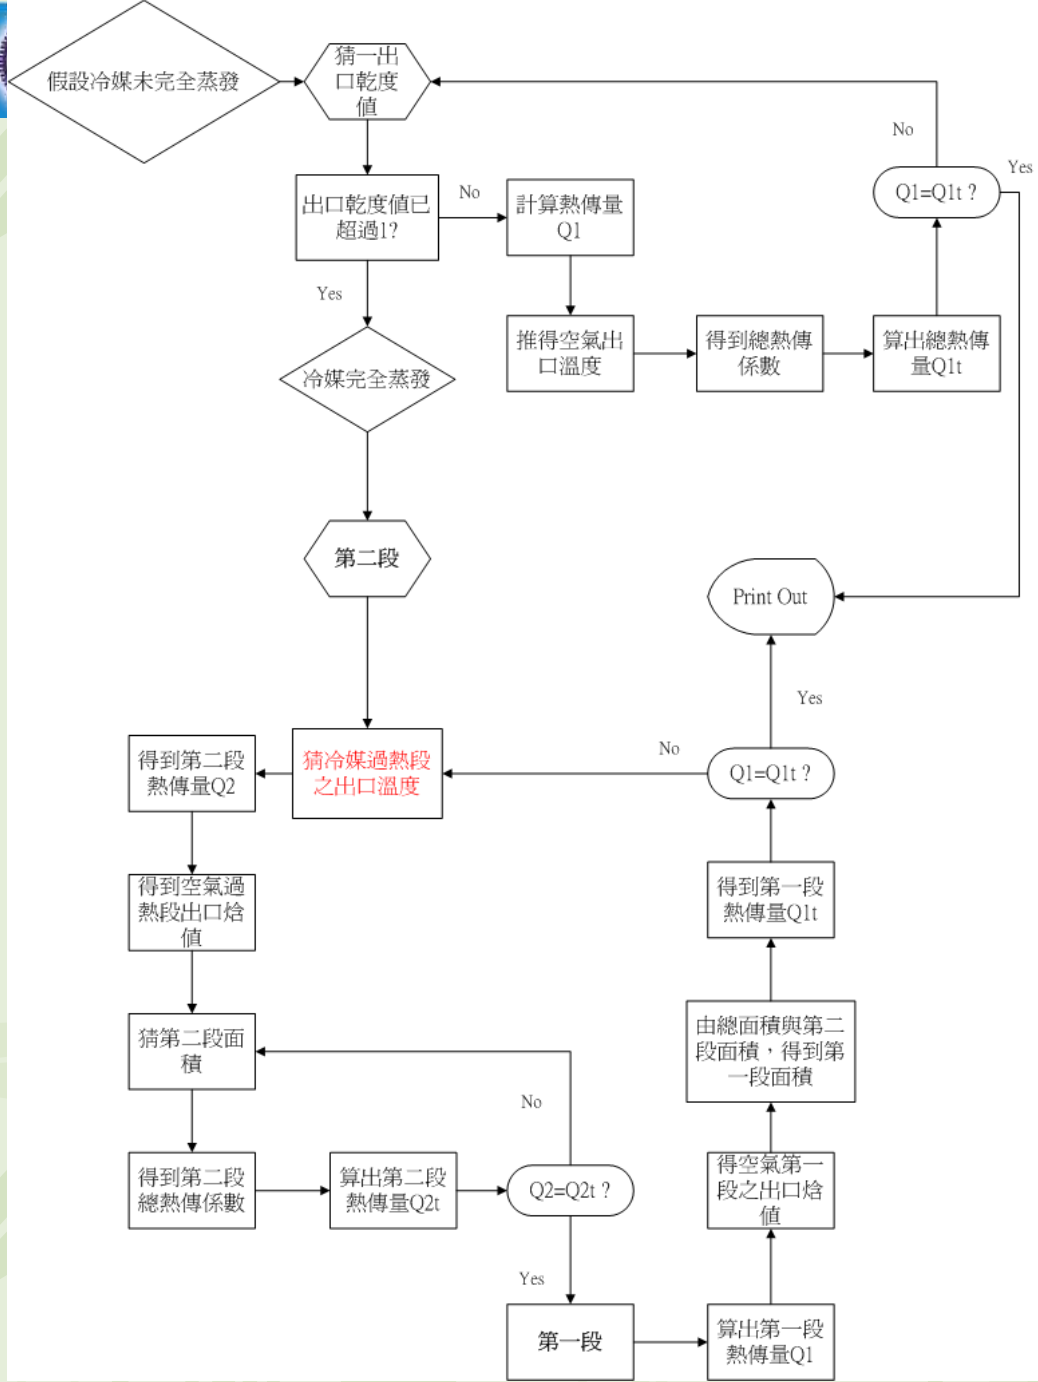 假設冷媒未完全蒸發
猜一出
口乾度
值
出口乾度值已
超過1?
No
計算熱傳量
Q1
推得空氣出
口溫度
得到總熱傳
係數
算出總熱傳
量Q1t
Q1=Q1t ?
No
Yes
Yes
冷媒完全蒸發
第二段
Print Out
Yes
猜冷媒過熱段
之出口溫度
No
Q1=Q1t ?
得到第二段
熱傳量Q2
得到空氣過
熱段出口焓
值
猜第二段面
積
得到第二段
總熱傳係數
算出第二段
熱傳量Q2t
Q2=Q2t ?
No
Yes
第一段
算出第一段
熱傳量Q1
得空氣第一
段之出口焓
值
由總面積與第二
段面積，得到第
一段面積
得到第一段
熱傳量Q1t